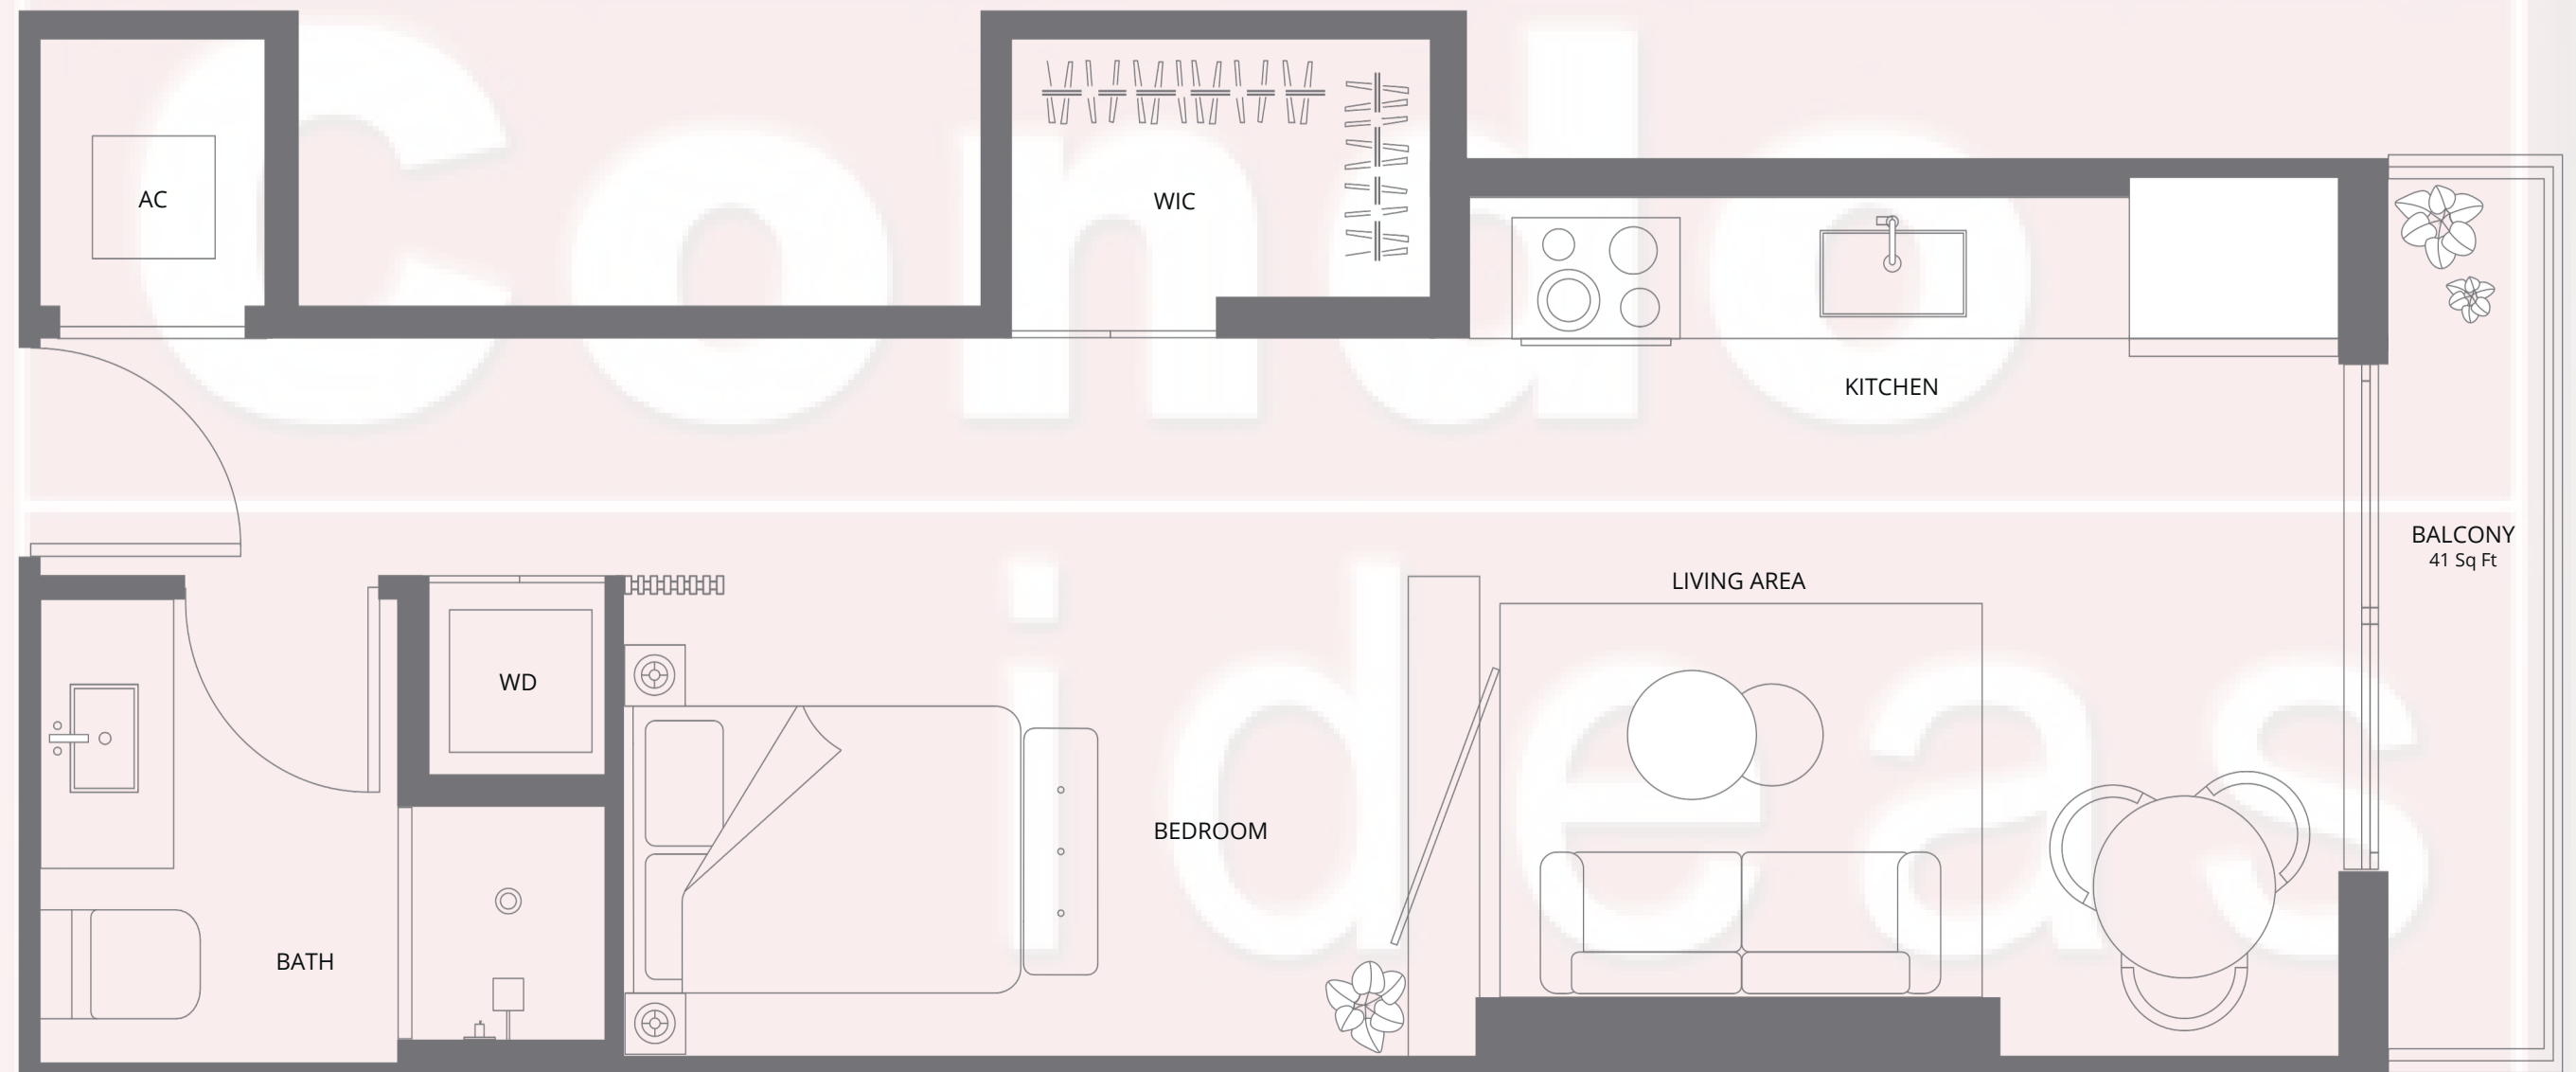 Condo
ideas
AC
WIC
KITCHEN
BALCONY
41 Sq Ft
LIVING AREA
WD
BEDROOM
BATH